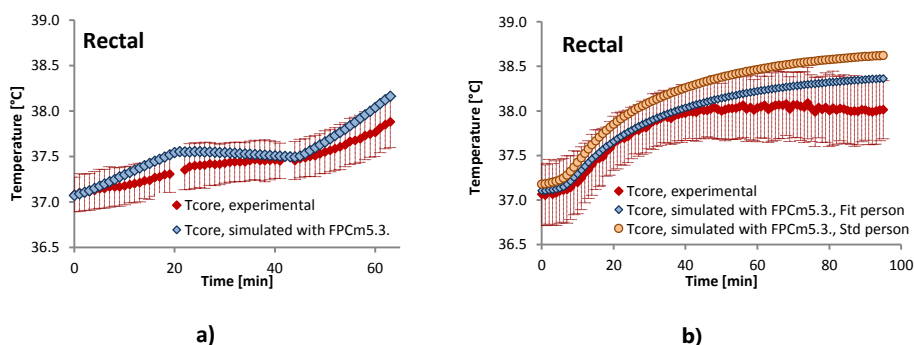 39.0
38.5
38.0
37.5
37.0
36.5
Temperature [°C]
Rectal
Tcore, experimental
Tcore, simulated with FPCm5.3.
0
20
40
60
Time [min]
a)
39.0
38.5
38.0
37.5
37.0
36.5
Temperature [°C]
Rectal
Tcore, experimental
Tcore, simulated with FPCm5.3., Fit person
Tcore, simulated with FPCm5.3., Std person
0
20
40
60
80
100
Time [min]
b)